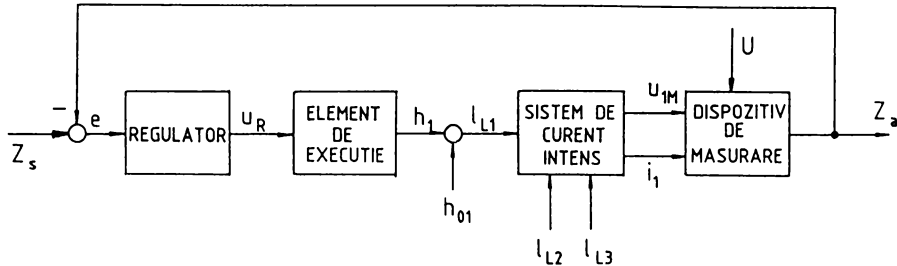 U
− e u_R h_1 l_L1 u_1M Z_a
REGULATOR
ELEMENT
DE
EXECUTIE
SISTEM DE
CURENT
INTENS
DISPOZITIV
DE
MASURARE
Z_s
i_1
h_01
l_L2 l_L3